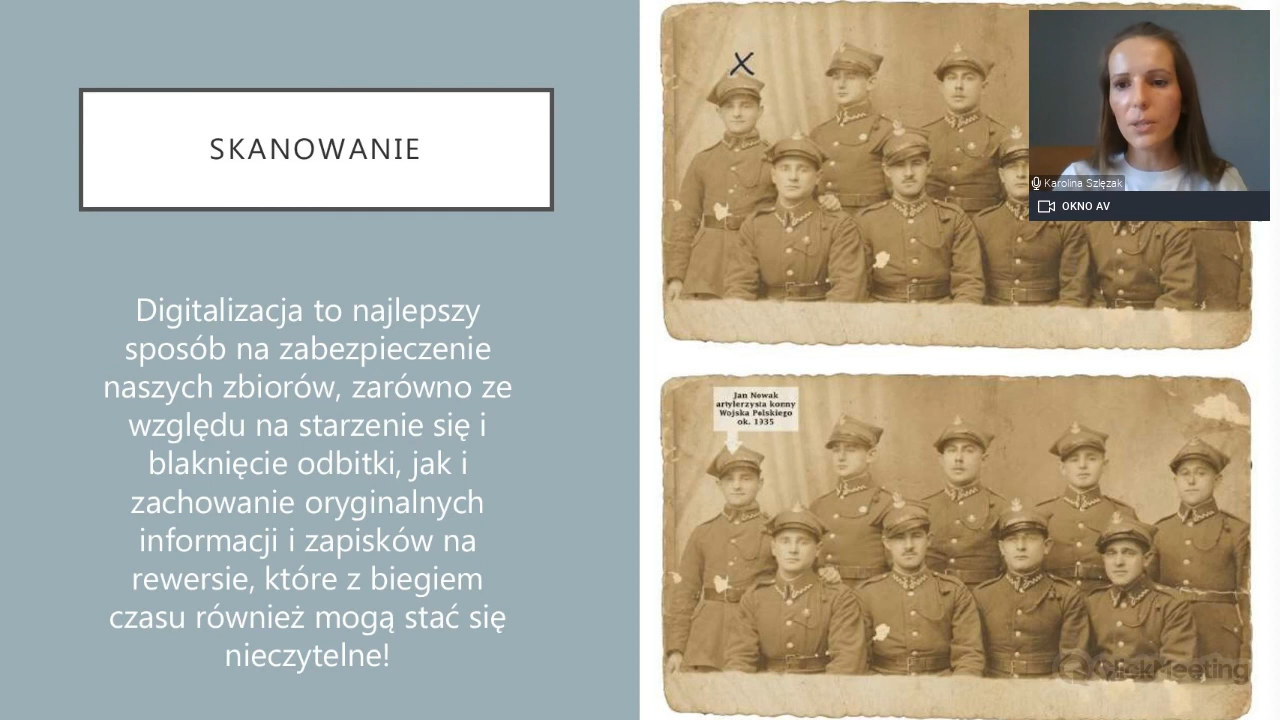 SKANOWANIE
Digitalizacja to najlepszy
sposób na zabezpieczenie
naszych zbiorów, zarówno ze
względu na starzenie się i
blaknięcie odbitki, jak i
zachowanie oryginalnych
informacji i zapisków na
rewersie, które z biegiem
czasu również mogą stać się
nieczytelne!
X
Karolina Szlęzak
OKNO AV
Jan Nowak
artylerzysta konny
Wojska Polskiego
ok. 1935
ClickMeeting